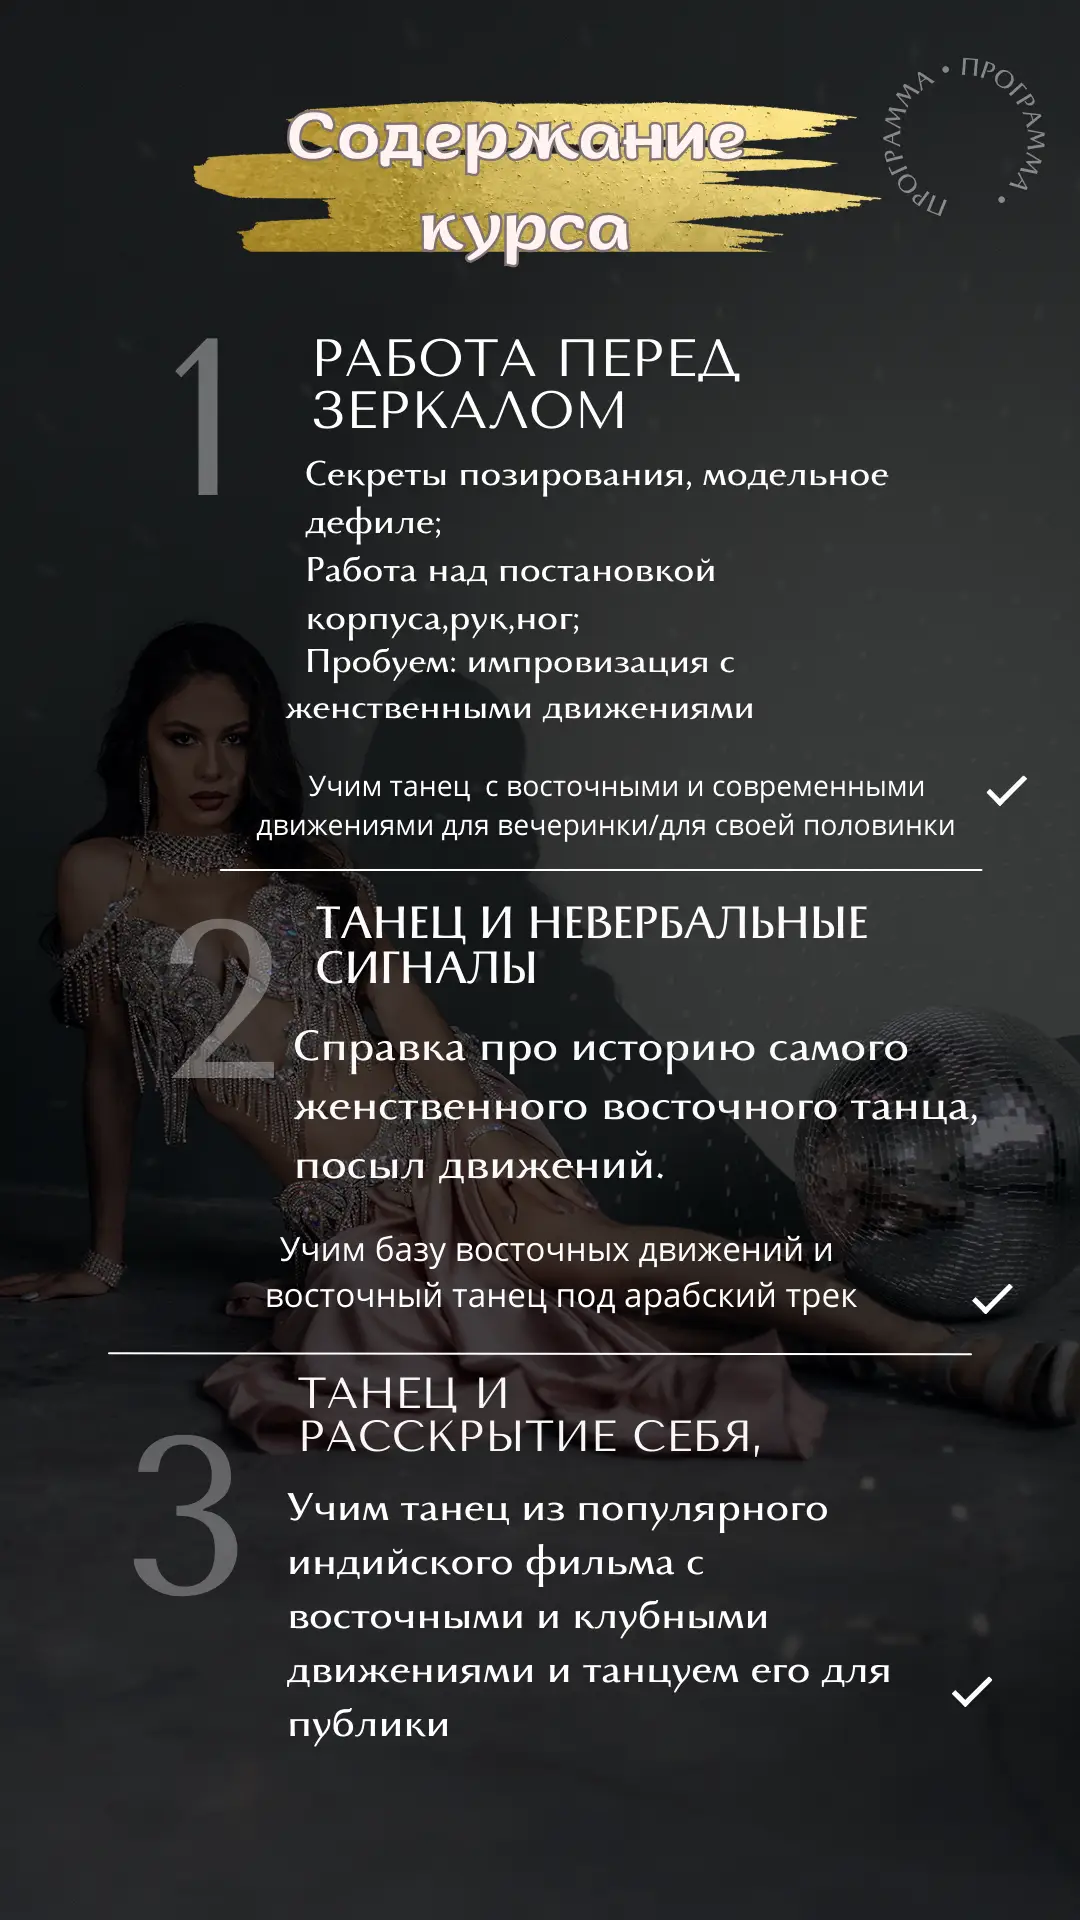 Содержание
курса
ПРОГРАММА • ПРОГРАММА •
1
РАБОТА ПЕРЕД
ЗЕРКАЛОМ
Секреты позирования, модельное
дефиле;
Работа над постановкой
корпуса,рук,ног;
Пробуем: импровизация с
женственными движениями
Учим танец с восточными и современными
движениями для вечеринки/для своей половинки
2
ТАНЕЦ И НЕВЕРБАЛЬНЫЕ
СИГНАЛЫ
Справка про историю самого
женственного восточного танца,
посыл движений.
Учим базу восточных движений и
восточный танец под арабский трек
3
ТАНЕЦ И
РАССКРЫТИЕ СЕБЯ,
Учим танец из популярного
индийского фильма с
восточными и клубными
движениями и танцуем его для
публики